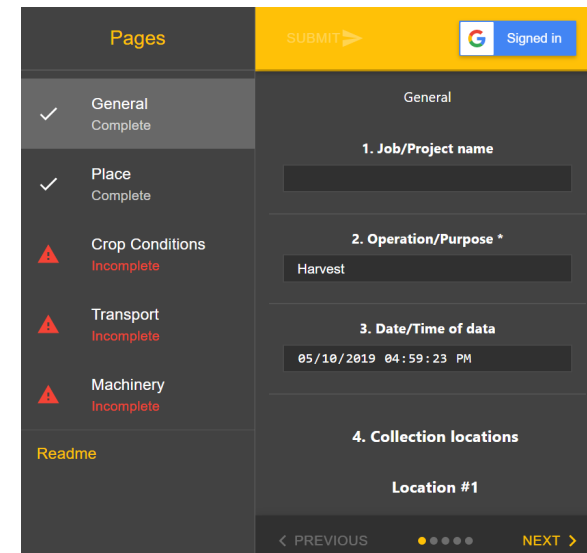 Pages
General
Complete
Place
Complete
Crop Conditions
Incomplete
Transport
Incomplete
Machinery
Incomplete
Readme
SUBMIT
G Signed in
General
1. Job/Project name
2. Operation/Purpose *
Harvest
3. Date/Time of data
05/10/2019 04:59:23 PM
4. Collection locations
Location #1
< PREVIOUS
NEXT >